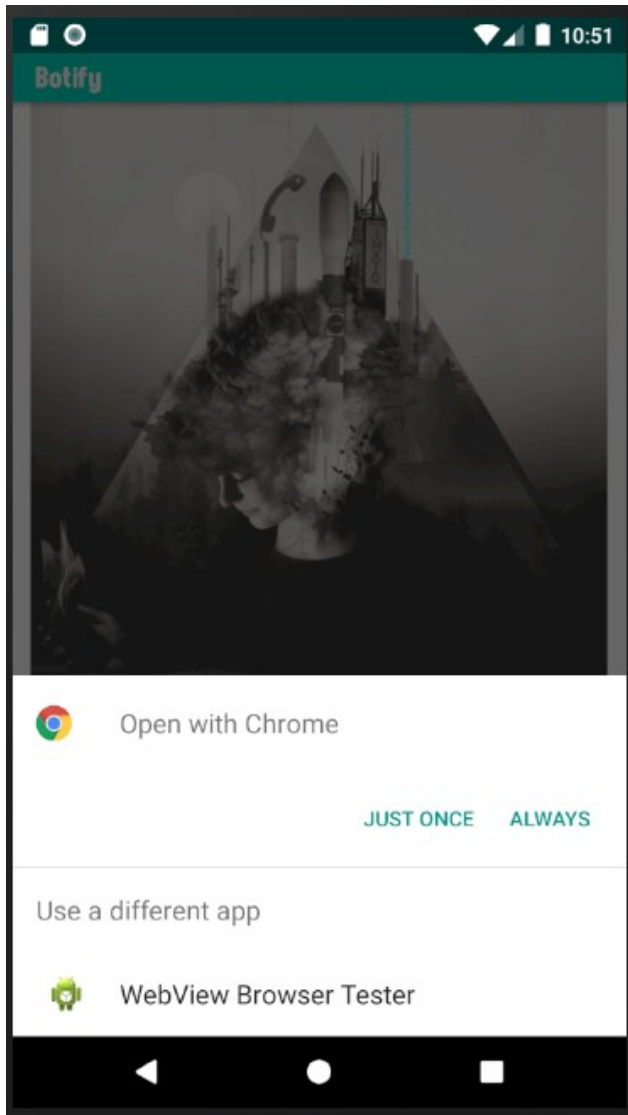 10:51
Botify
Open with Chrome
JUST ONCE ALWAYS
Use a different app
WebView Browser Tester